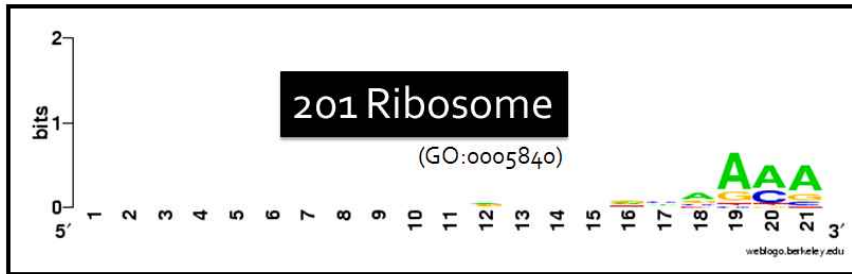 2
bits
1
0
201 Ribosome
(GO:0005840)
A A A A
G C G
5′ 1 2 3 4 5 6 7 8 9 10 11 12 13 14 15 16 17 18 19 20 21 3′
weblogo.berkeley.edu